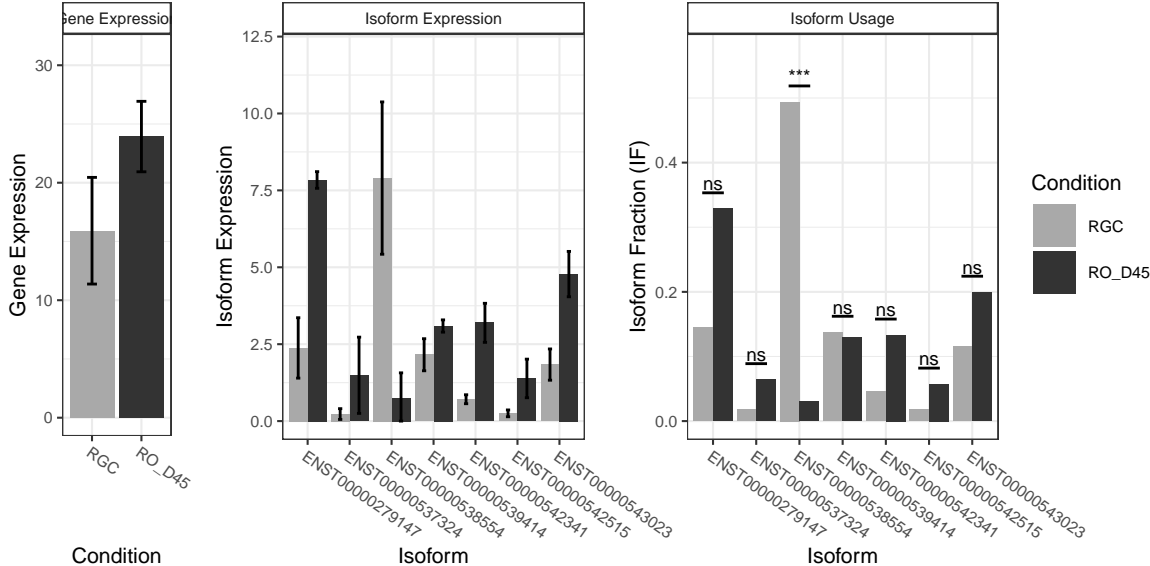 Gene Expression
Gene Expression
0
10
20
30
RGC
RO_D45
Condition
Isoform Expression
Isoform Expression
0.0
2.5
5.0
7.5
10.0
12.5
ENST00000279147
ENST00000537324
ENST00000538554
ENST00000539414
ENST00000542341
ENST00000542515
ENST00000543023
Isoform
Isoform Usage
Isoform Fraction (IF)
0.0
0.2
0.4
ns
ns
***
ns
ns
ns
ns
ENST00000279147
ENST00000537324
ENST00000538554
ENST00000539414
ENST00000542341
ENST00000542515
ENST00000543023
Isoform
Condition
RGC
RO_D45